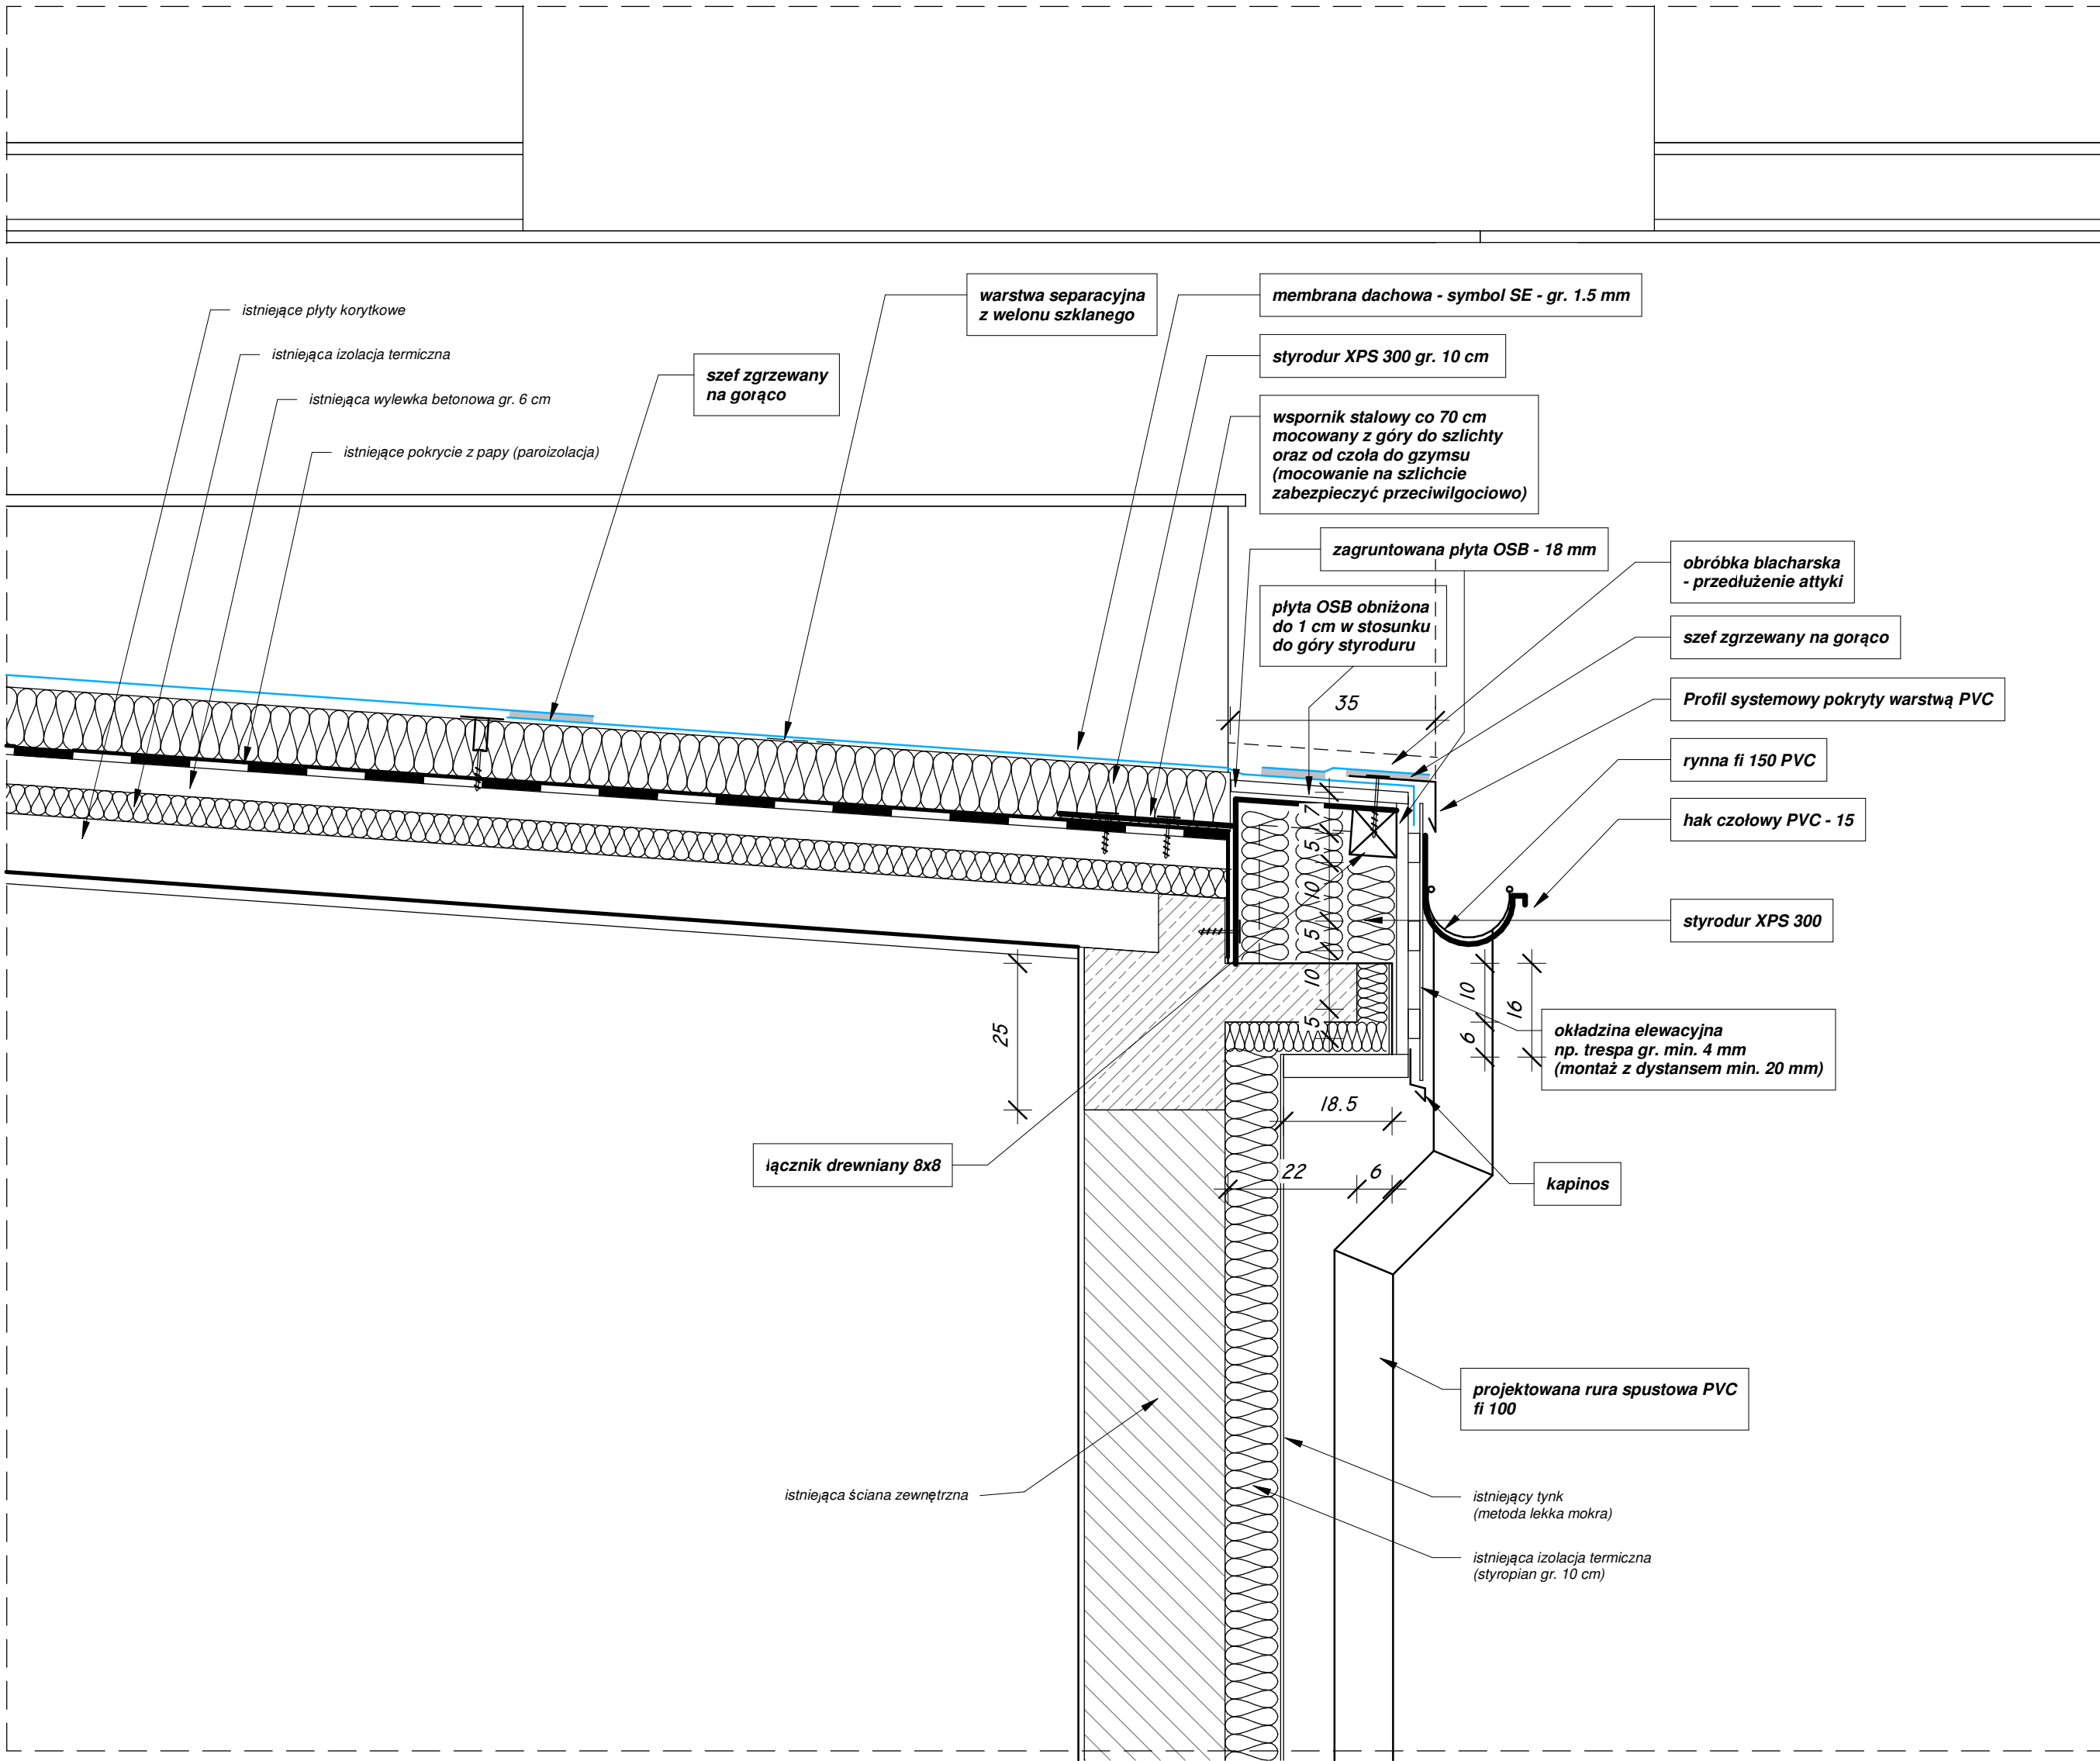 istniejące płyty korytkowe
istniejąca izolacja termiczna
istniejąca wylewka betonowa gr. 6 cm
istniejące pokrycie z papy (paroizolacja)
szef zgrzewany
na gorąco
warstwa separacyjna
z welonu szklanego
membrana dachowa - symbol SE - gr. 1.5 mm
styrodur XPS 300 gr. 10 cm
wspornik stalowy co 70 cm
mocowany z góry do szlichty
oraz od czoła do gzymsu
(mocowanie na szlichcie
zabezpieczyć przeciwilgociowo)
zagruntowana płyta OSB - 18 mm
płyta OSB obniżona
do 1 cm w stosunku
do góry styroduru
obróbka blacharska
- przedłużenie attyki
szef zgrzewany na gorąco
Profil systemowy pokryty warstwą PVC
rynna fi 150 PVC
hak czołowy PVC - 15
styrodur XPS 300
okładzina elewacyjna
np. trespa gr. min. 4 mm
(montaż z dystansem min. 20 mm)
kapinos
35
7
5
10
5
10
5
10
6
16
25
18.5
22
6
łącznik drewniany 8x8
projektowana rura spustowa PVC
fi 100
istniejąca ściana zewnętrzna
istniejący tynk
(metoda lekka mokra)
istniejąca izolacja termiczna
(styropian gr. 10 cm)